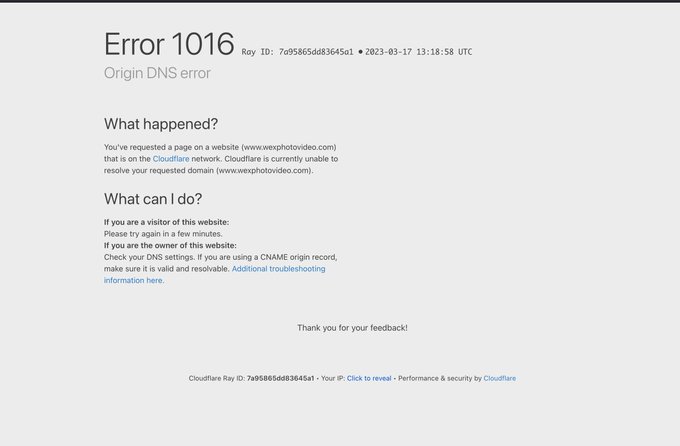 Error 1016 Ray ID: 7a95865dd83645a1 • 2023-03-17 13:18:58 UTC
Origin DNS error
What happened?
You've requested a page on a website (www.wexphotovideo.com)
that is on the Cloudflare network. Cloudflare is currently unable to
resolve your requested domain (www.wexphotovideo.com).
What can I do?
If you are a visitor of this website:
Please try again in a few minutes.
If you are the owner of this website:
Check your DNS settings. If you are using a CNAME origin record,
make sure it is valid and resolvable. Additional troubleshooting
information here.
Thank you for your feedback!
Cloudflare Ray ID: 7a95865dd83645a1 • Your IP: Click to reveal • Performance & security by Cloudflare